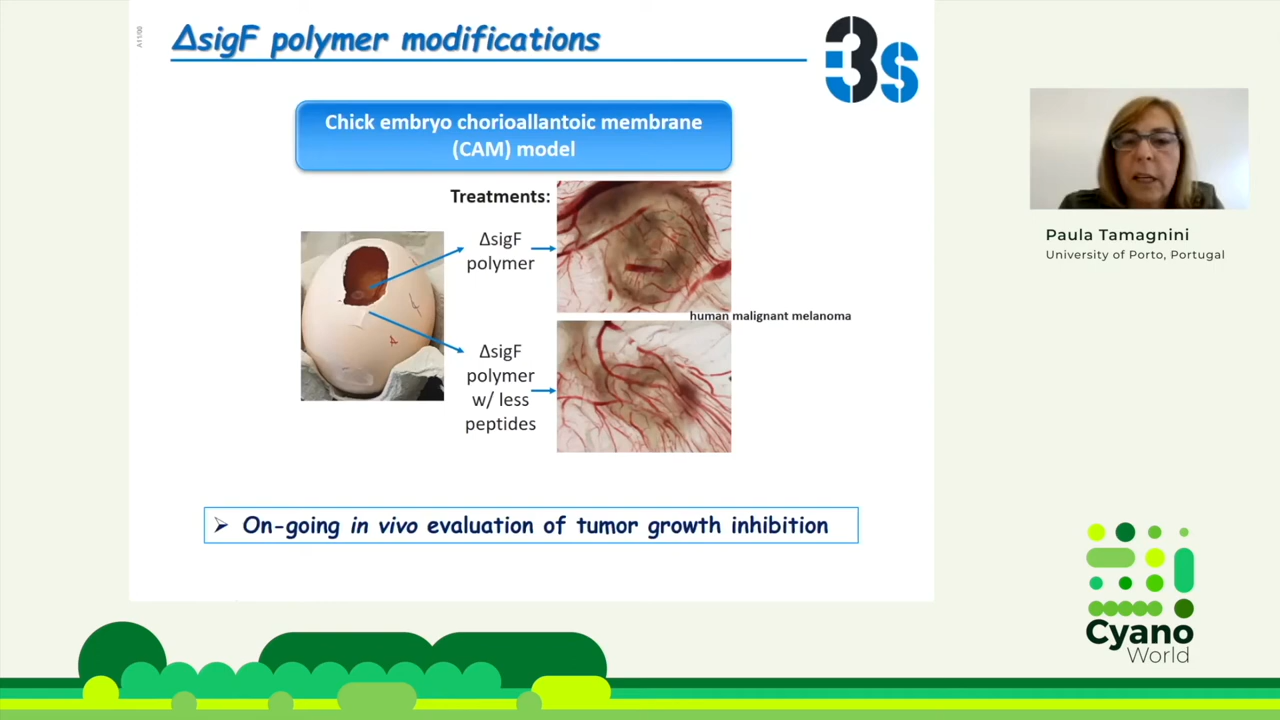 ΔsigF polymer modifications
3s
Chick embryo chorioallantoic membrane
(CAM) model
Treatments:
ΔsigF
polymer
human malignant melanoma
ΔsigF
polymer
w/ less
peptides
➢ On-going in vivo evaluation of tumor growth inhibition
Paula Tamagnini
University of Porto, Portugal
Cyano
World